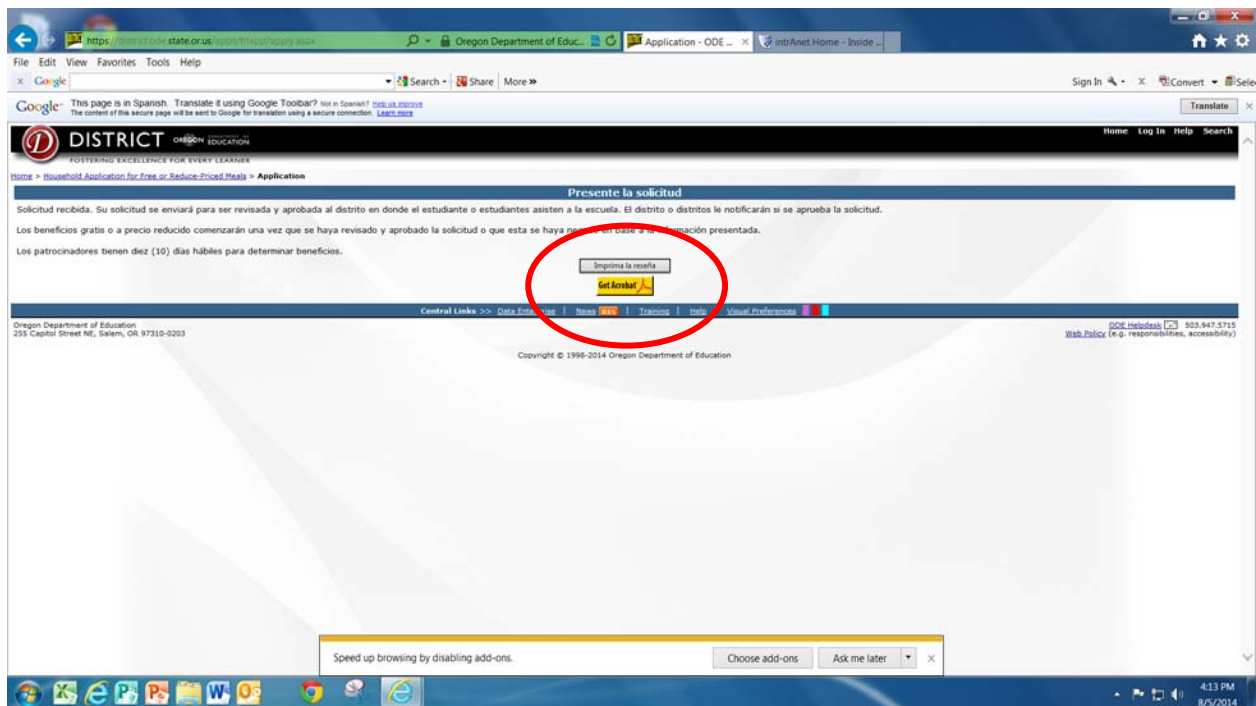 https://district.ode.state.or.us/apps/frlapp/apply.aspx
Oregon Department of Educ...
Application - ODE ...
intrAnet Home - Inside ...
File Edit View Favorites Tools Help
x Google
Search
Share
More »
Sign In
x
Convert
Sele
Google
This page is in Spanish. Translate it using Google Toolbar? Not in Spanish? Help us improve
The content of this secure page will be sent to Google for translation using a secure connection. Learn more
Translate
D DISTRICT OREGON DEPARTMENT OF EDUCATION
Home Log In Help Search
FOSTERING EXCELLENCE FOR EVERY LEARNER
Home > Household Application for Free or Reduce-Priced Meals > Application
Presente la solicitud
Solicitud recibida. Su solicitud se enviará para ser revisada y aprobada al distrito en donde el estudiante o estudiantes asisten a la escuela. El distrito o distritos le notificarán si se aprueba la solicitud.
Los beneficios gratis o a precio reducido comenzarán una vez que se haya revisado y aprobado la solicitud o que esta se haya en base a la información presentada.
Los patrocinadores tienen diez (10) días hábiles para determinar beneficios.
Imprima la reseña
Get Acrobat
Central Links >> Data Enterprise | News RSS | Training | Help | Visual Preferences
Oregon Department of Education
255 Capitol Street NE, Salem, OR 97310-0203
ODE Helpdesk 503.947.5715
Web Policy (e.g. responsibilities, accessibility)
Copyright © 1998-2014 Oregon Department of Education
Speed up browsing by disabling add-ons.
Choose add-ons
Ask me later
4:13 PM
8/5/2014